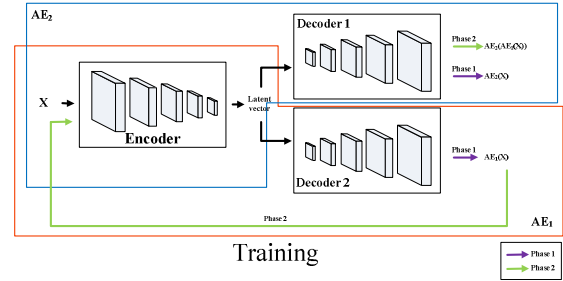 AE₂
Decoder 1
Phase 2
AE₂(AE₁(X))
Phase 1
AE₂(X)
X
Encoder
Latent
vector
Decoder 2
Phase 1
AE₁(X)
Phase 2
AE₁
Training
Phase 1
Phase 2